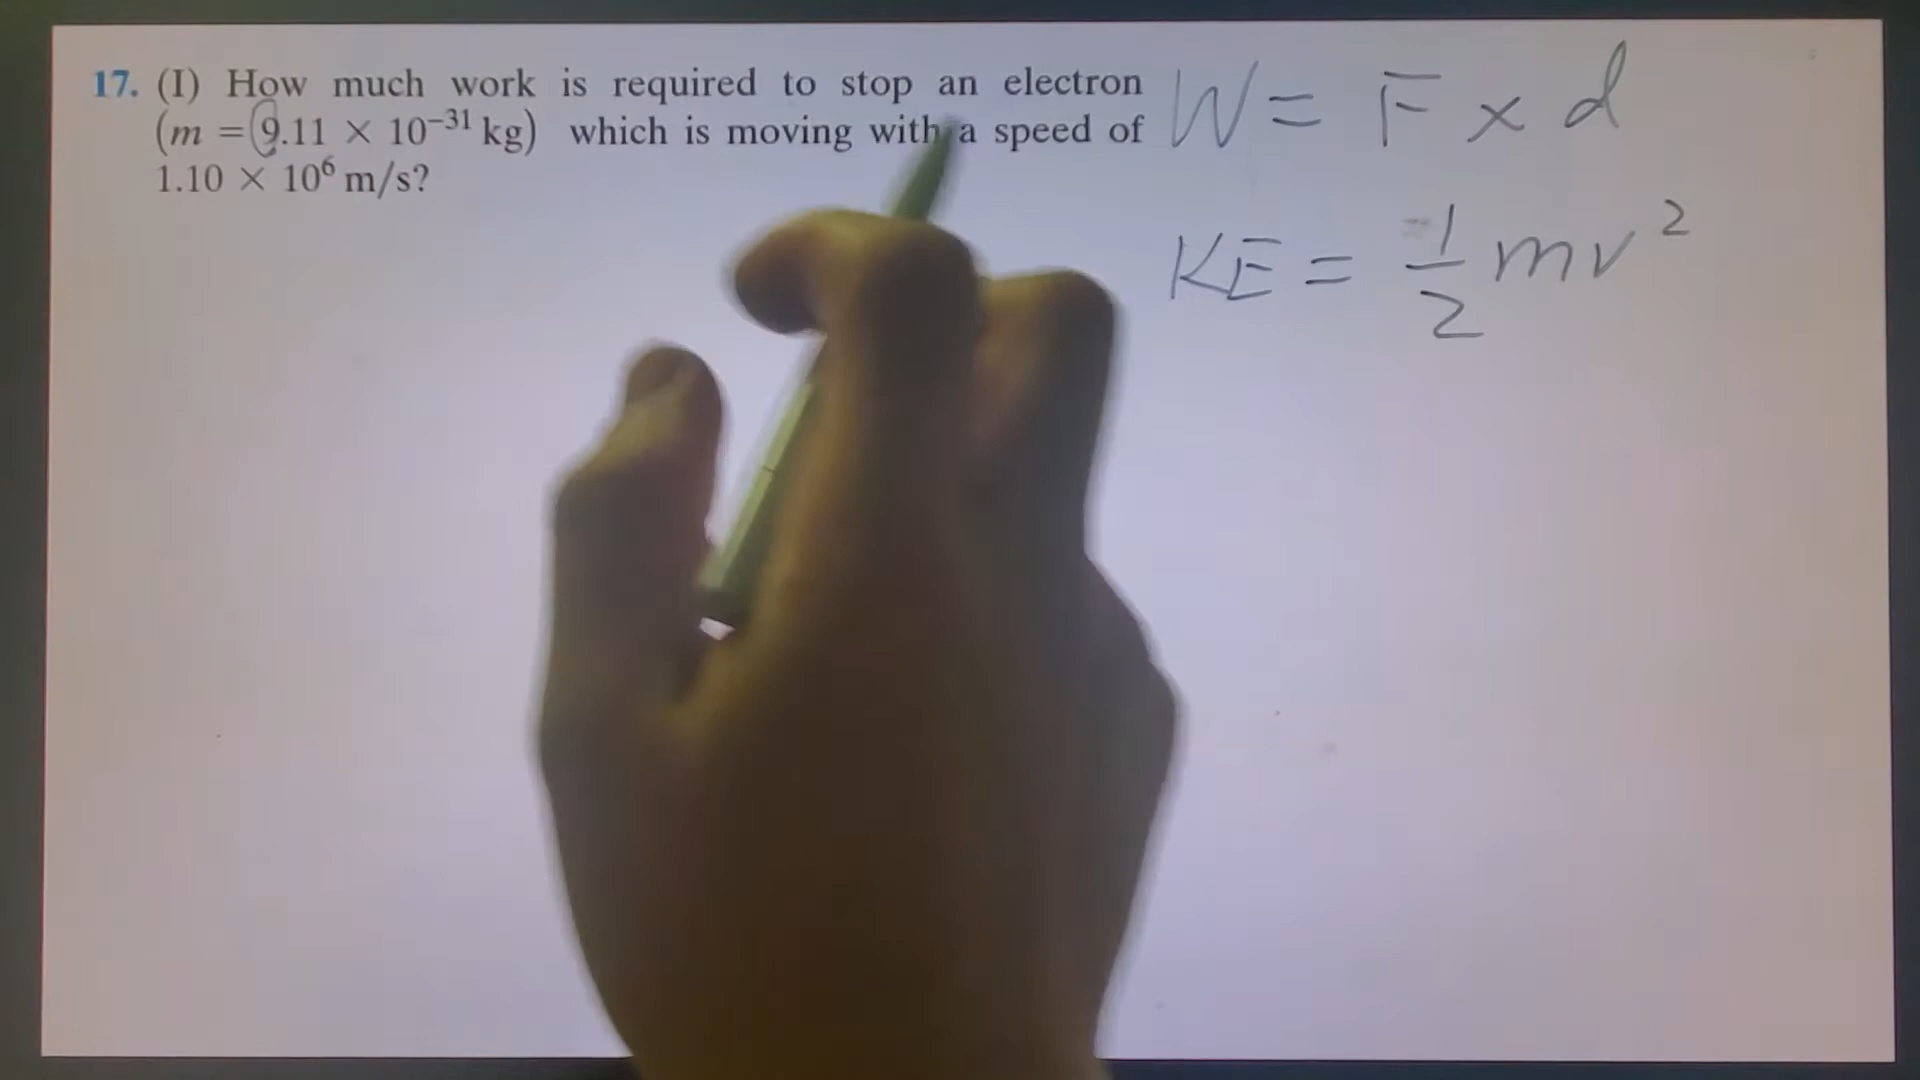 17. (I) How much work is required to stop an electron
(m = 9.11 × 10⁻³¹ kg) which is moving with a speed of
1.10 × 10⁶ m/s?
W = F × d
KE = 1/2 mv²